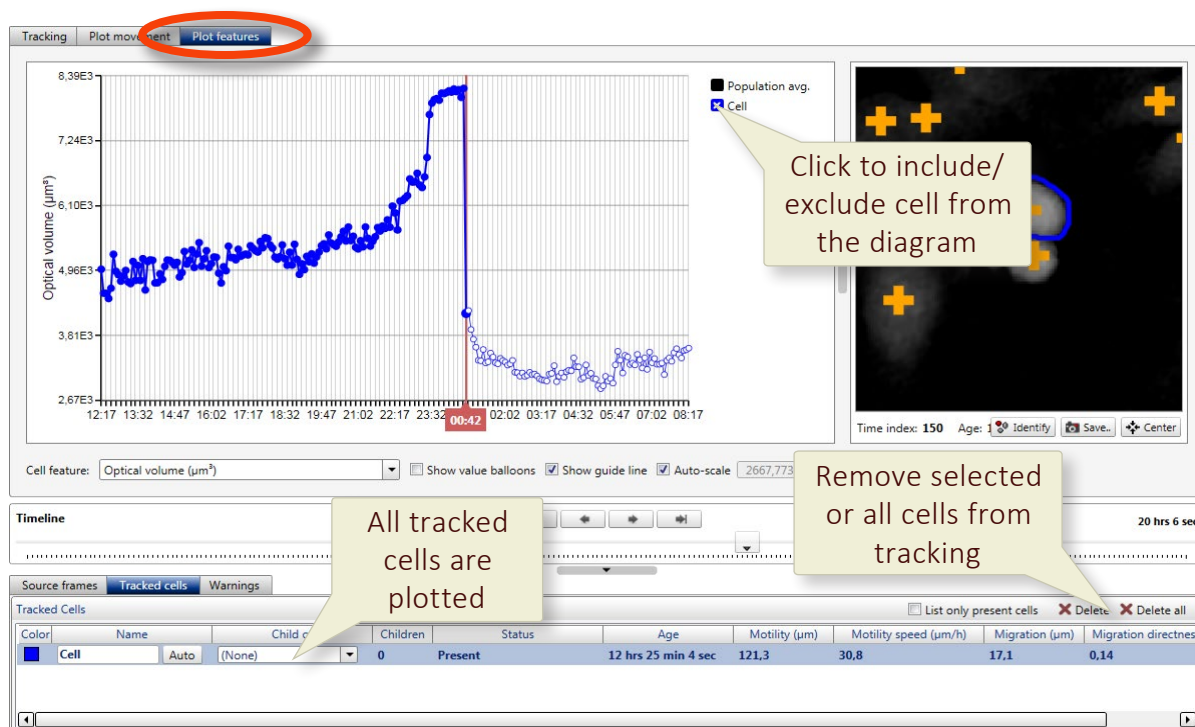 Tracking Plot movement Plot features
8,39E3
7,24E3
6,10E3
4,96E3
3,81E3
2,67E3
Optical volume (µm³)
12:17 13:32 14:47 16:02 17:17 18:32 19:47 21:02 22:17 23:32 00:42 02:02 03:17 04:32 05:47 07:02 08:17
Population avg.
Cell
Click to include/
exclude cell from
the diagram
Time index: 150 Age: Identify Save.. Center
Cell feature: Optical volume (µm³) Show value balloons Show guide line Auto-scale 2667,773
Remove selected
or all cells from
tracking
Timeline
20 hrs 6 sec
All tracked
cells are
plotted
Source frames Tracked cells Warnings
Tracked Cells
List only present cells Delete Delete all
Color Name Child Children Status Age Motility (µm) Motility speed (µm/h) Migration (µm) Migration directnes
Cell Auto (None) 0 Present 12 hrs 25 min 4 sec 121,3 30,8 17,1 0,14